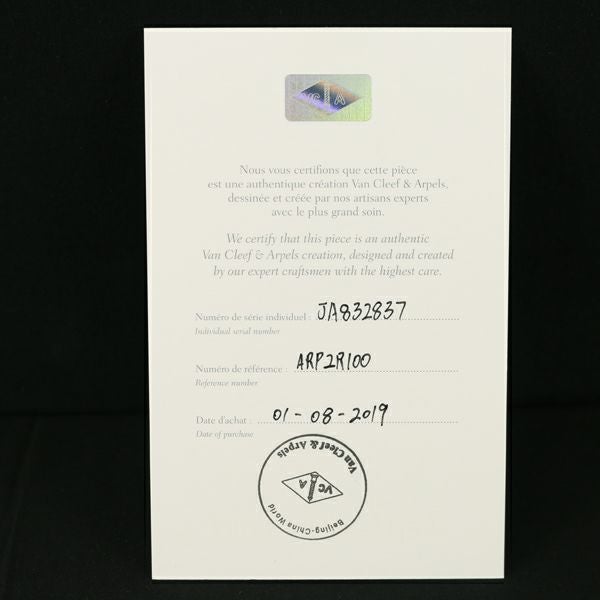 VC A
Nous vous certifions que cette pièce
est une authentique création Van Cleef & Arpels,
dessinée et créée par nos artisans experts
avec le plus grand soin.
We certify that this piece is an authentic
Van Cleef & Arpels creation, designed and created
by our expert craftsmen with the highest care.
Numéro de série individuel : JA832837
Individual serial number
Numéro de référence : ARP2R100
Reference number
Date d'achat : 01-08-2019
Date of purchase
Van Cleef & Arpels
VC A
Beijing-China World